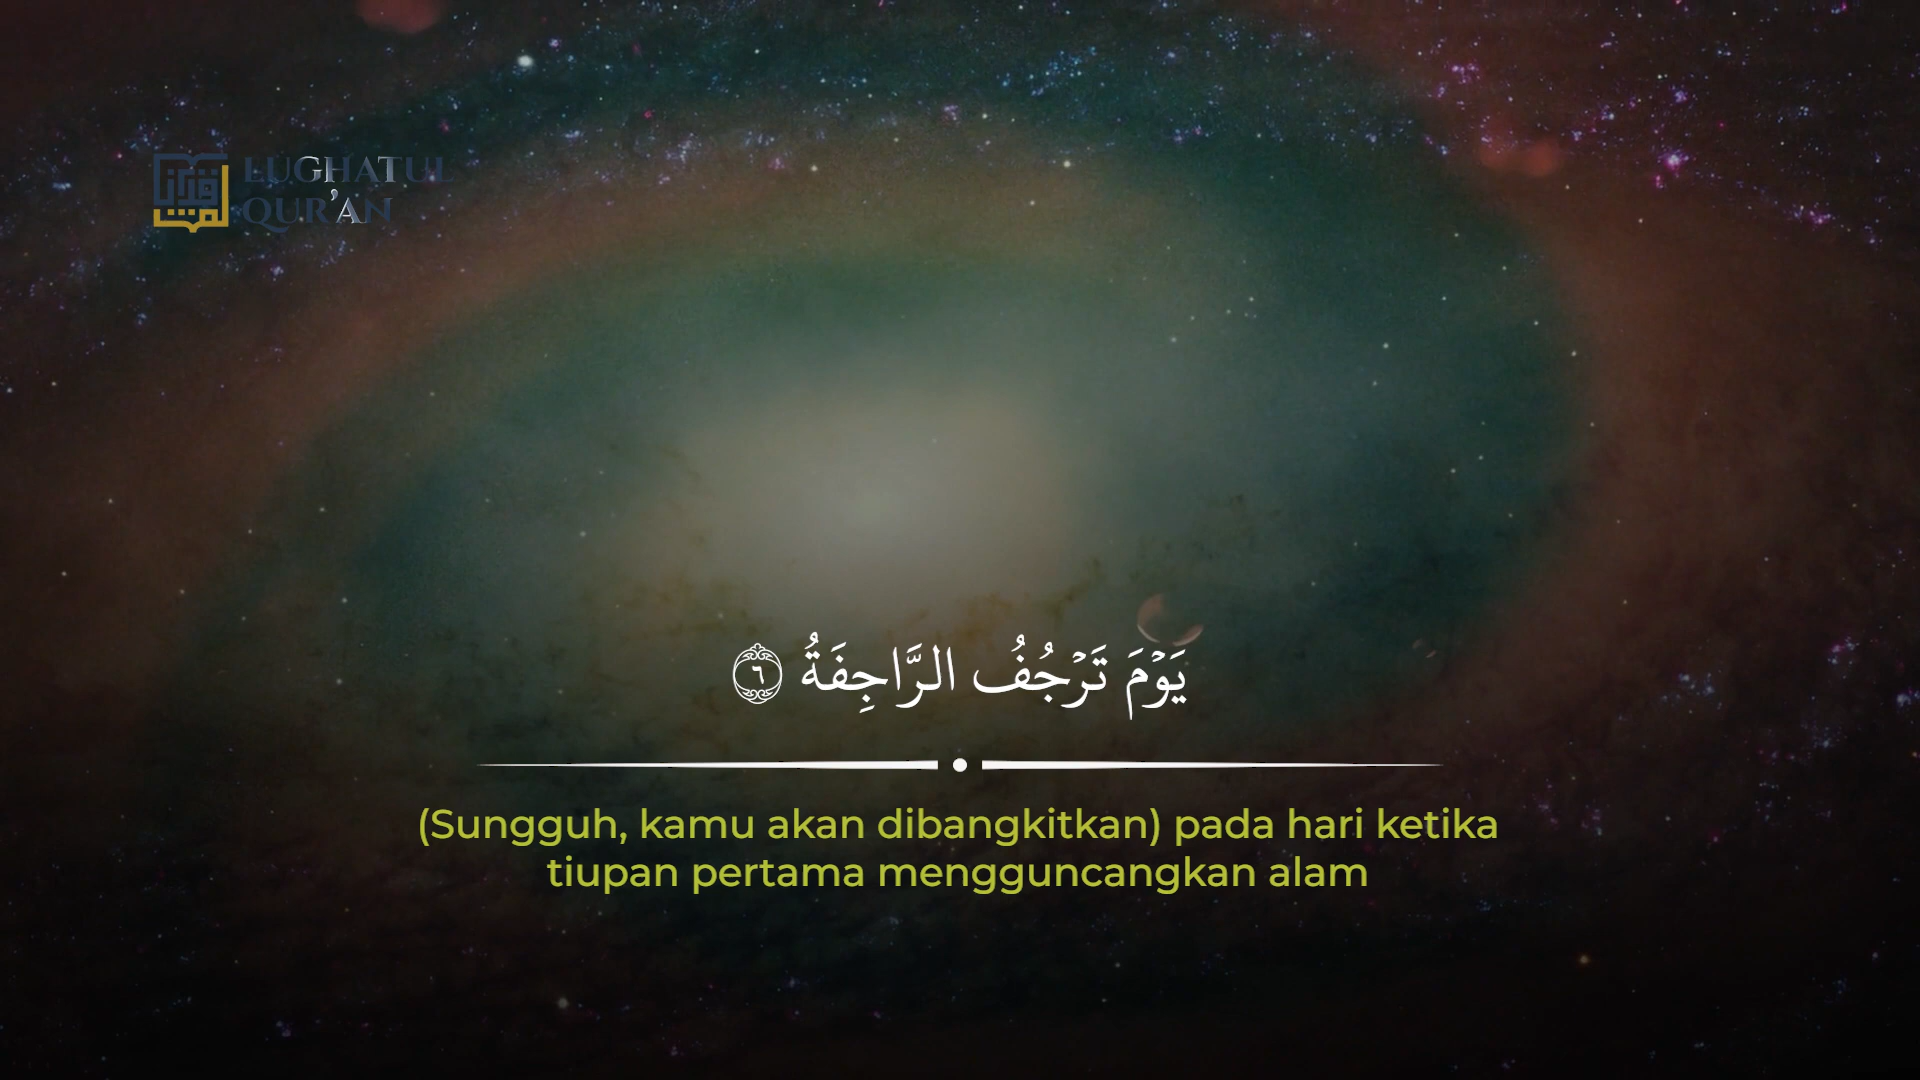 LUGHATUL
QUR'AN
يَوْمَ تَرْجُفُ الرَّاجِفَةُ ٦
(Sungguh, kamu akan dibangkitkan) pada hari ketika
tiupan pertama mengguncangkan alam